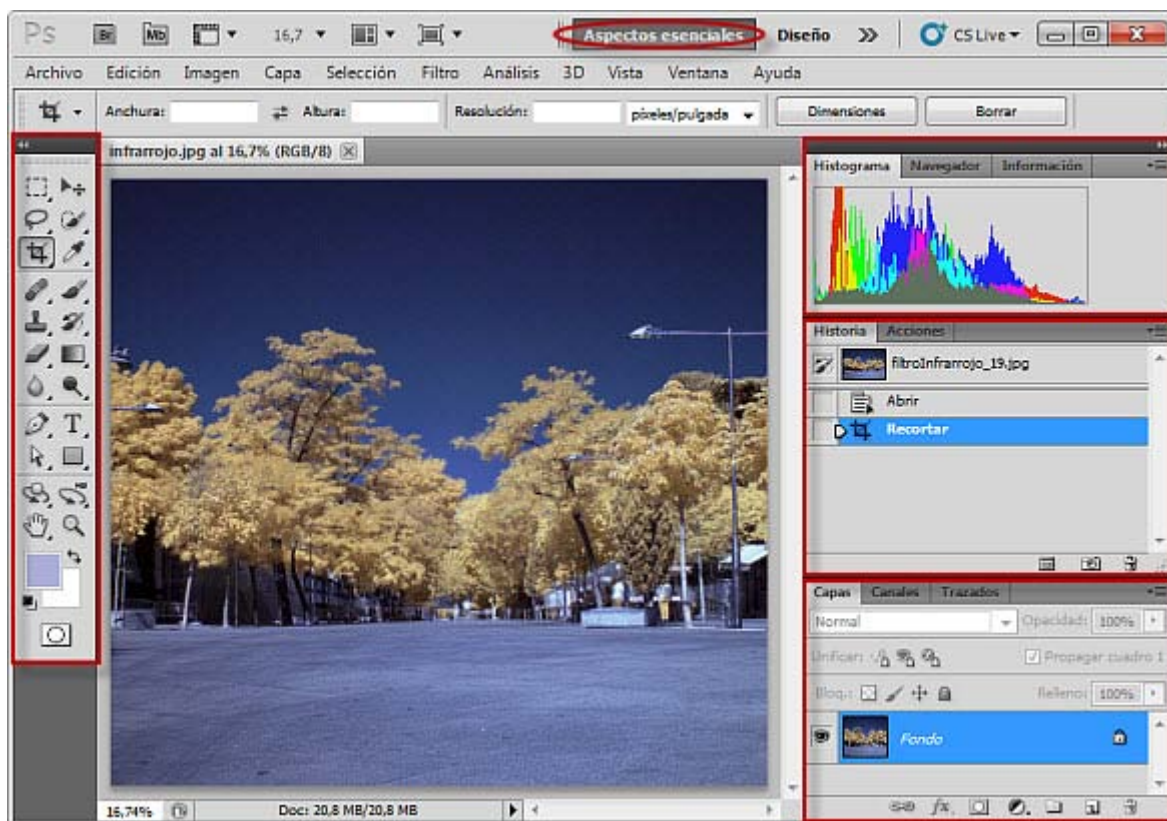 Ps Br Mb 16,7 Aspectos esenciales Diseño CS Live
Archivo Edición Imagen Capa Selección Filtro Análisis 3D Vista Ventana Ayuda
Anchura: Altura: Resolución: píxeles/pulgada Dimensiones Borrar
infrarrojo.jpg al 16,7% (RGB/8)
Histograma Navegador Información
Historia Acciones
filtroInfrarrojo_19.jpg
Abrir
Recortar
Capas Canales Trazados
Normal Opacidad: 100%
Unificar: Propagar cuadro 1
Bloq.: Relleno: 100%
Fondo
16,74% Doc: 20,8 MB/20,8 MB